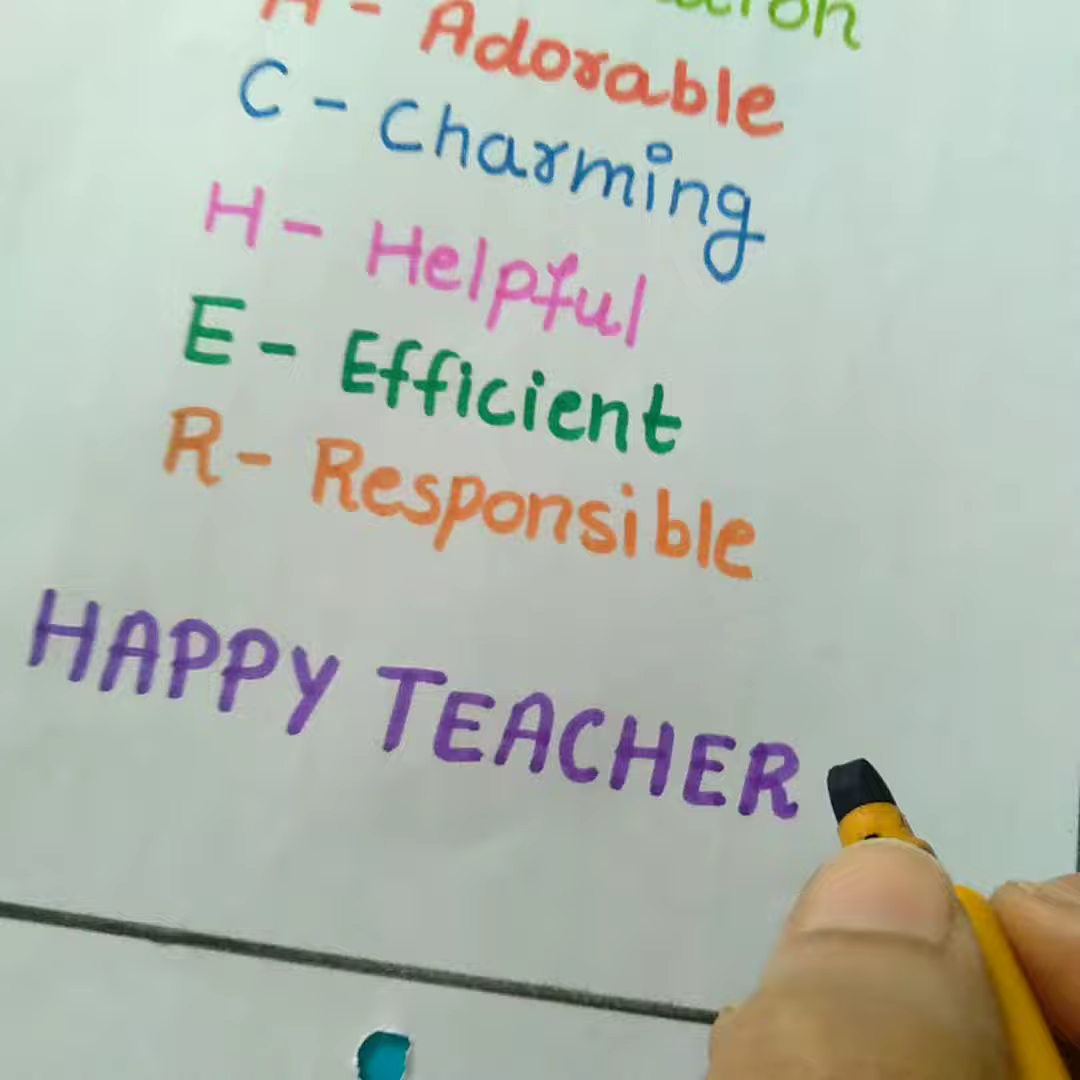 A - Adorable
C - Charming
H - Helpful
E - Efficient
R - Responsible
HAPPY TEACHER